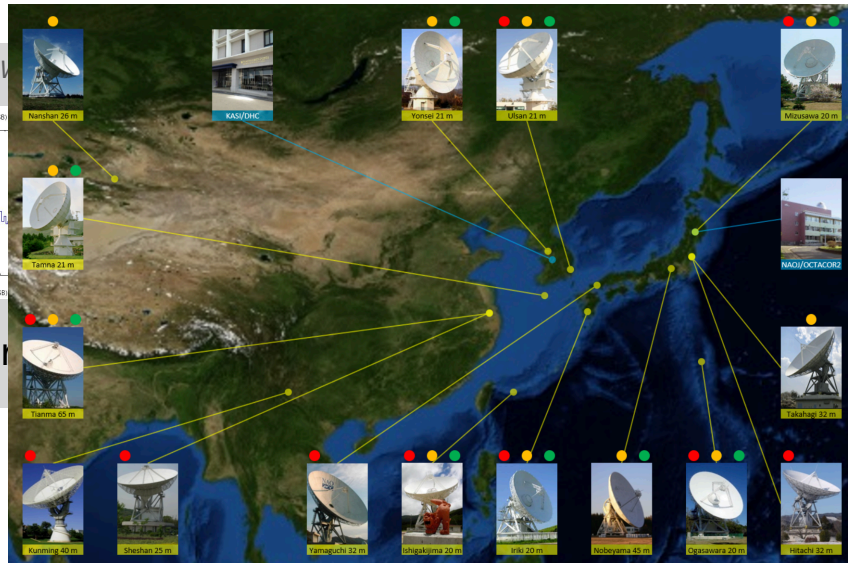 Nanshan 26 m
KASI/DHC
Yonsei 21 m
Ulsan 21 m
Mizusawa 20 m
Tamna 21 m
NAOJ/OCTACOR2
Tianma 65 m
Takahagi 32 m
Kunming 40 m
Sheshan 25 m
Yamaguchi 32 m
Ishigakijima 20 m
Iriki 20 m
Nobeyama 45 m
Ogasawara 20 m
Hitachi 32 m